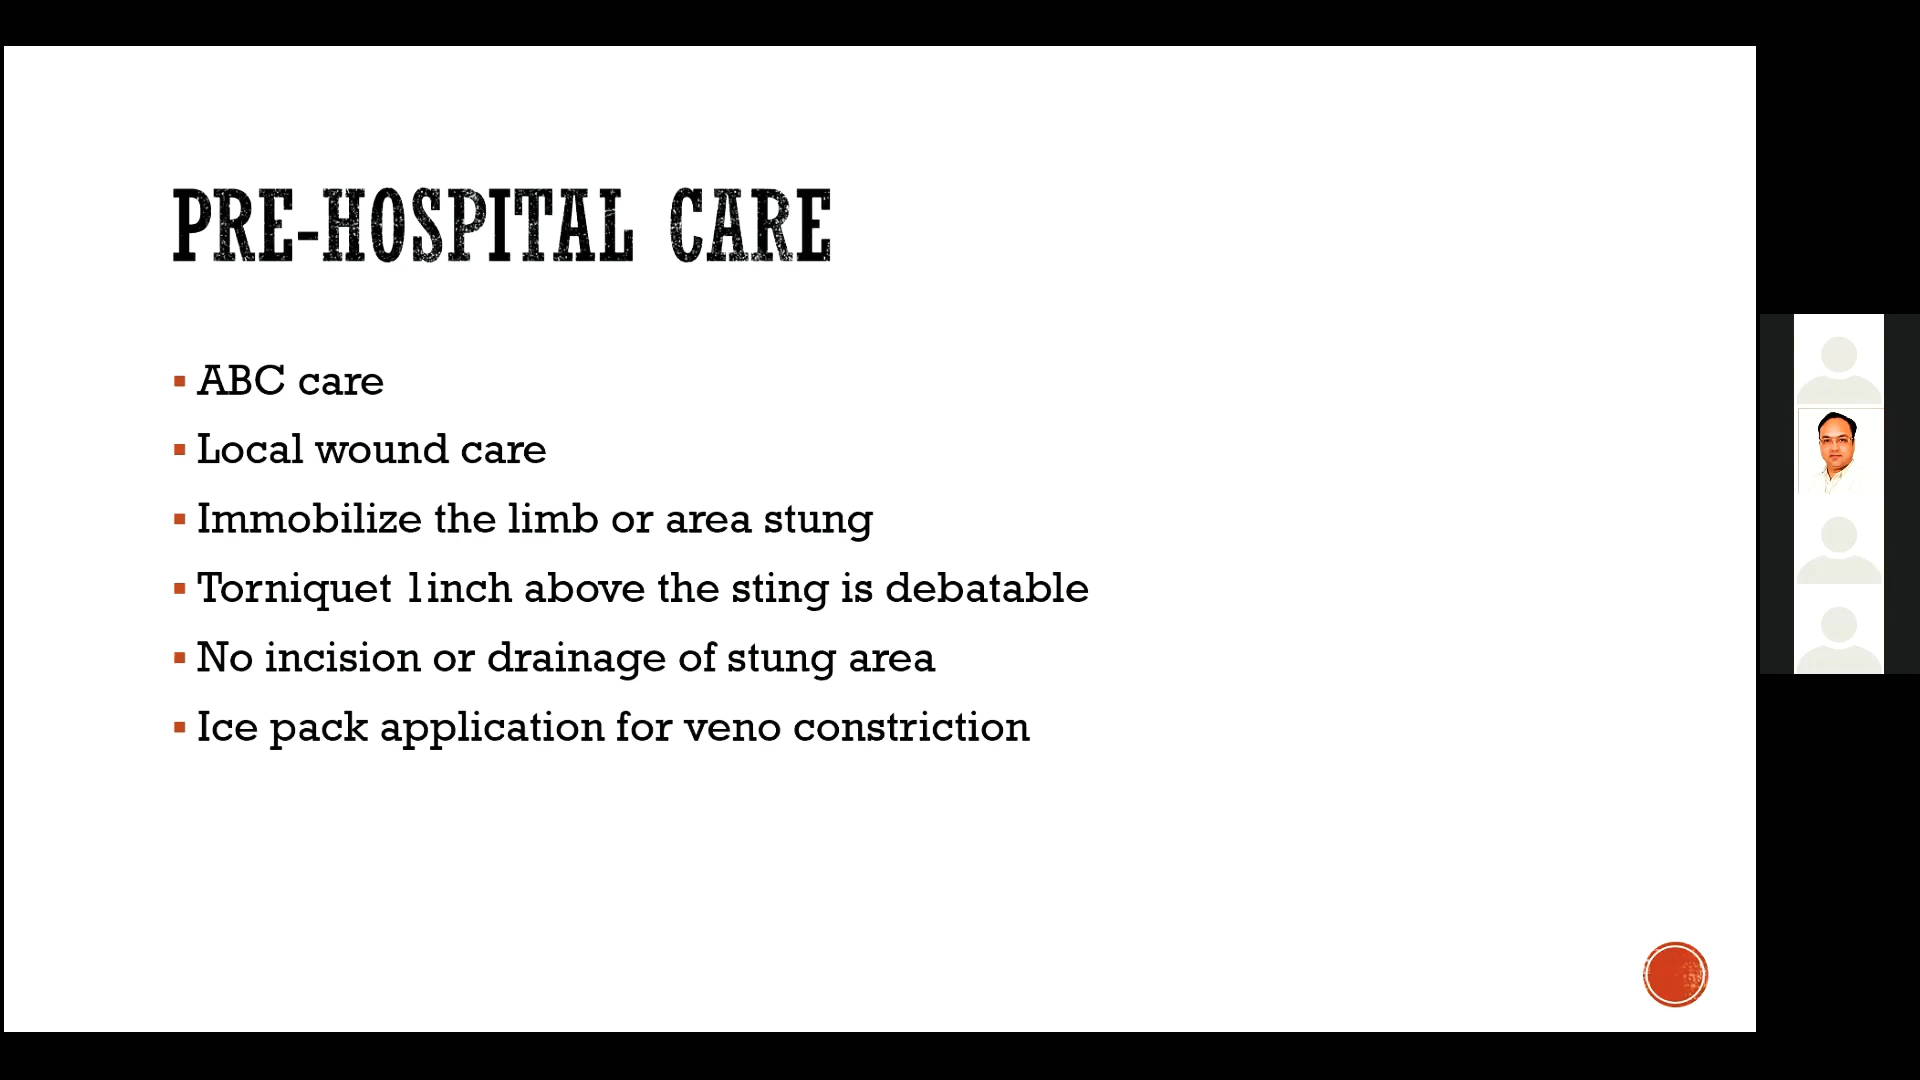 PRE-HOSPITAL CARE
ABC care
Local wound care
Immobilize the limb or area stung
Torniquet 1inch above the sting is debatable
No incision or drainage of stung area
Ice pack application for veno constriction